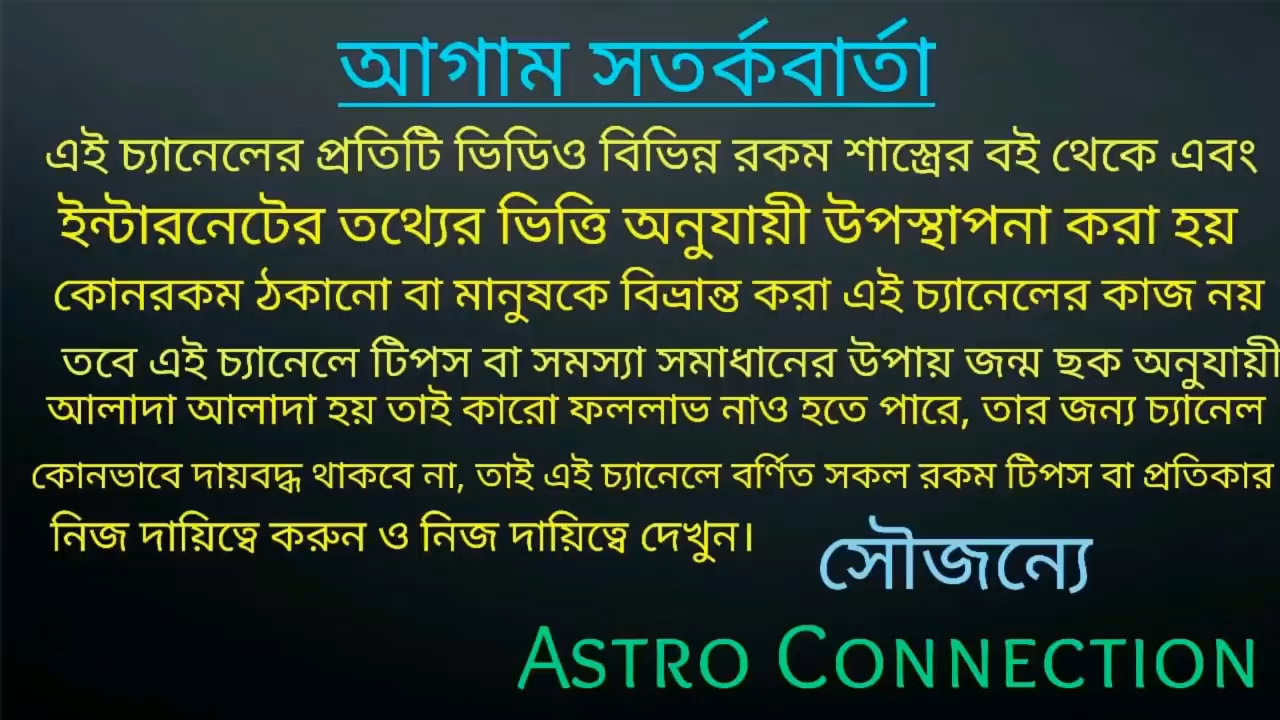 আগাম সতর্কবার্তা
এই চ্যানেলের প্রতিটি ভিডিও বিভিন্ন রকম শাস্ত্রের বই থেকে এবং
ইন্টারনেটের তথ্যের ভিত্তি অনুযায়ী উপস্থাপনা করা হয়
কোনরকম ঠকানো বা মানুষকে বিভ্রান্ত করা এই চ্যানেলের কাজ নয়
তবে এই চ্যানেলে টিপস বা সমস্যা সমাধানের উপায় জন্ম ছক অনুযায়ী
আলাদা আলাদা হয় তাই কারো ফললাভ নাও হতে পারে, তার জন্য চ্যানেল
কোনভাবে দায়বদ্ধ থাকবে না, তাই এই চ্যানেলে বর্ণিত সকল রকম টিপস বা প্রতিকার
নিজ দায়িত্বে করুন ও নিজ দায়িত্বে দেখুন।
সৌজন্যে
ASTRO CONNECTION